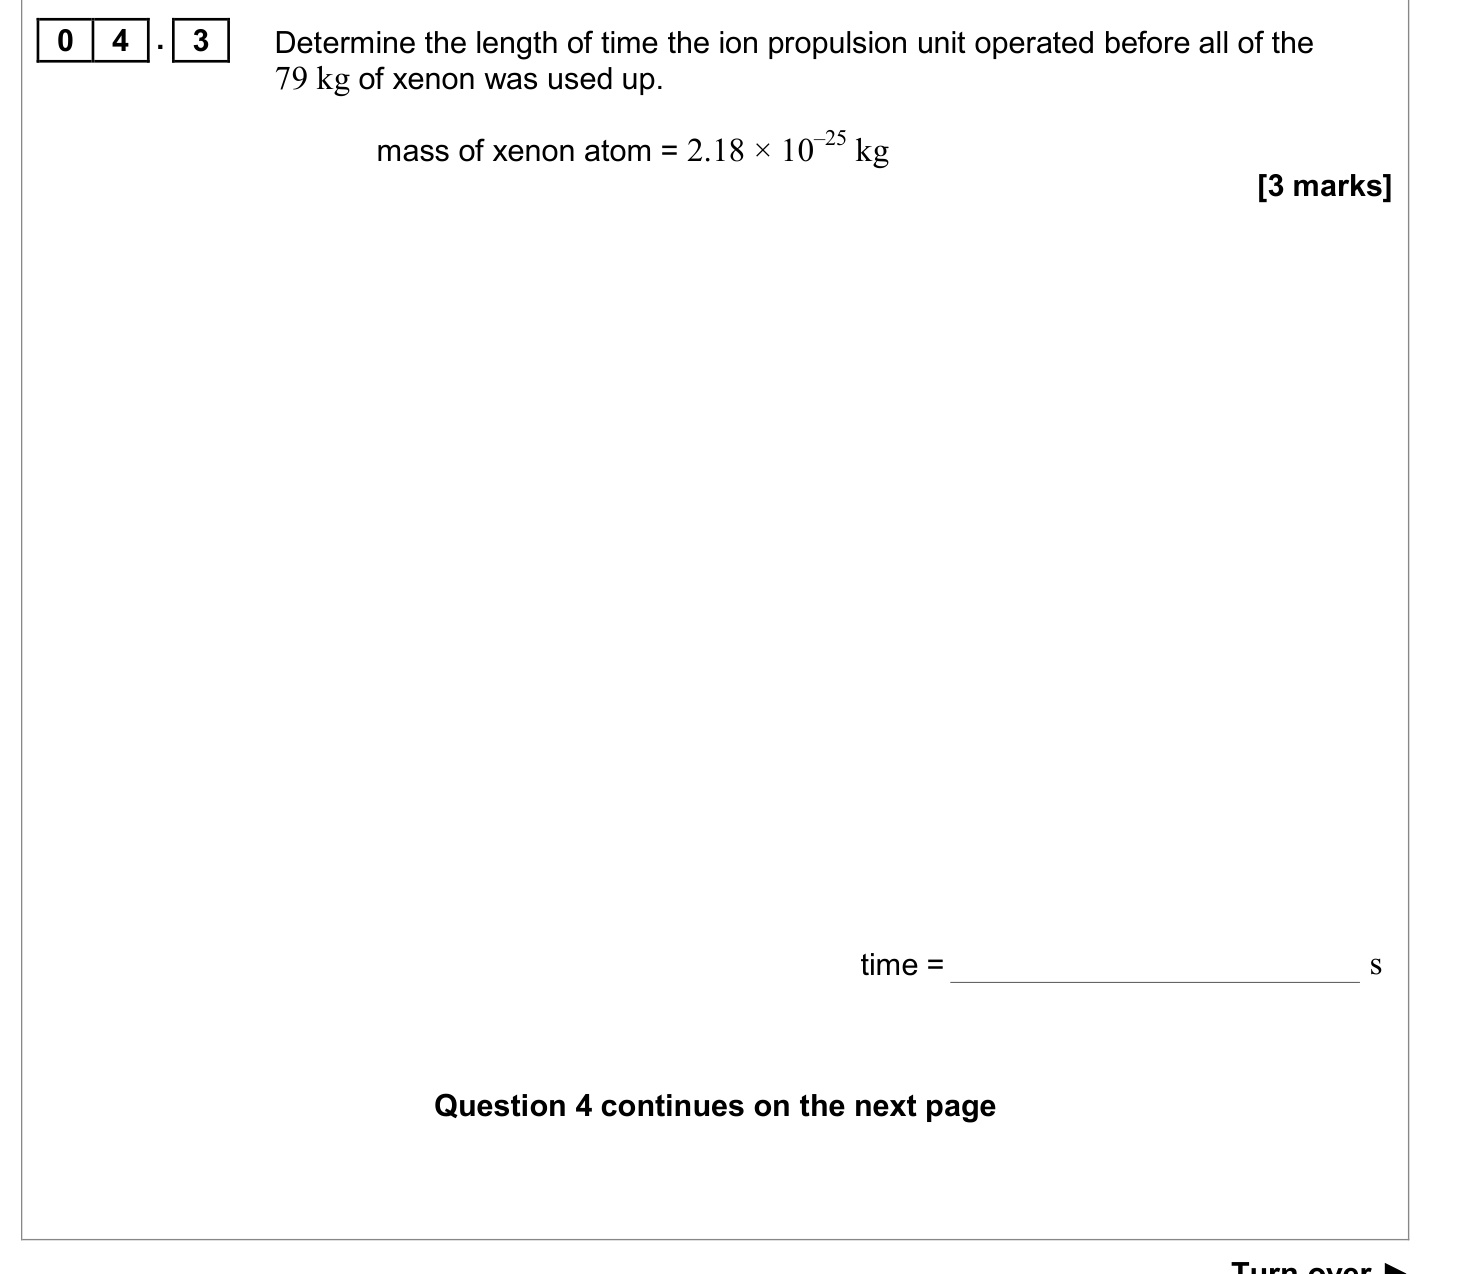 0 4 . 3 Determine the length of time the ion propulsion unit operated before all of the
79 kg of xenon was used up.
mass of xenon atom = 2.18 × 10⁻²⁵ kg
[3 marks]
time = s
Question 4 continues on the next page
Turn over ▶